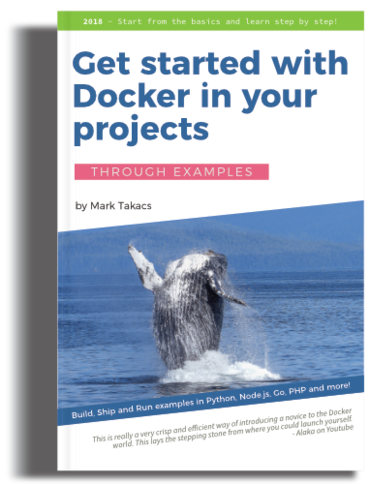 2018 - Start from the basics and learn step by step!
Get started with
Docker in your
projects
THROUGH EXAMPLES
by Mark Takacs
Build, Ship and Run examples in Python, Node.js, Go, PHP and more!
This is really a very crisp and efficient way of introducing a novice to the Docker
world. This lays the stepping stone from where you could launch yourself.
- Alaka on Youtube